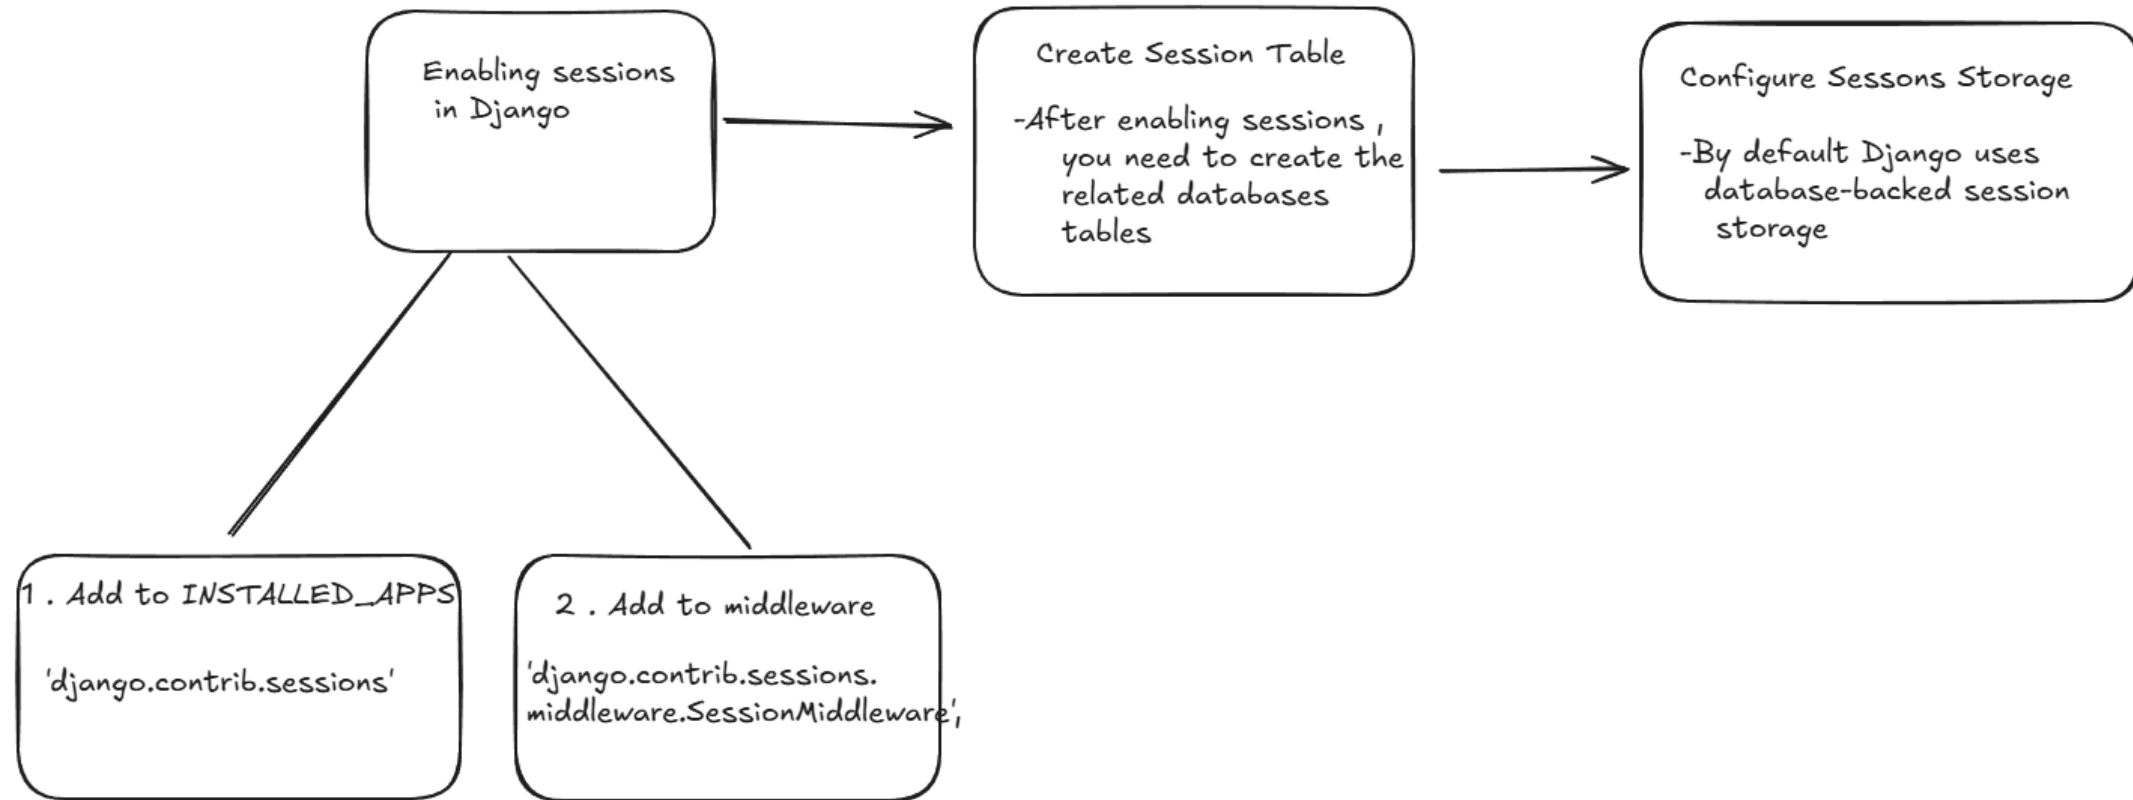 Enabling sessions
in Django
Create Session Table
-After enabling sessions ,
you need to create the
related databases
tables
Configure Sessons Storage
-By default Django uses
database-backed session
storage
1 . Add to INSTALLED_APPS
'django.contrib.sessions'
2 . Add to middleware
'django.contrib.sessions.
middleware.SessionMiddleware',